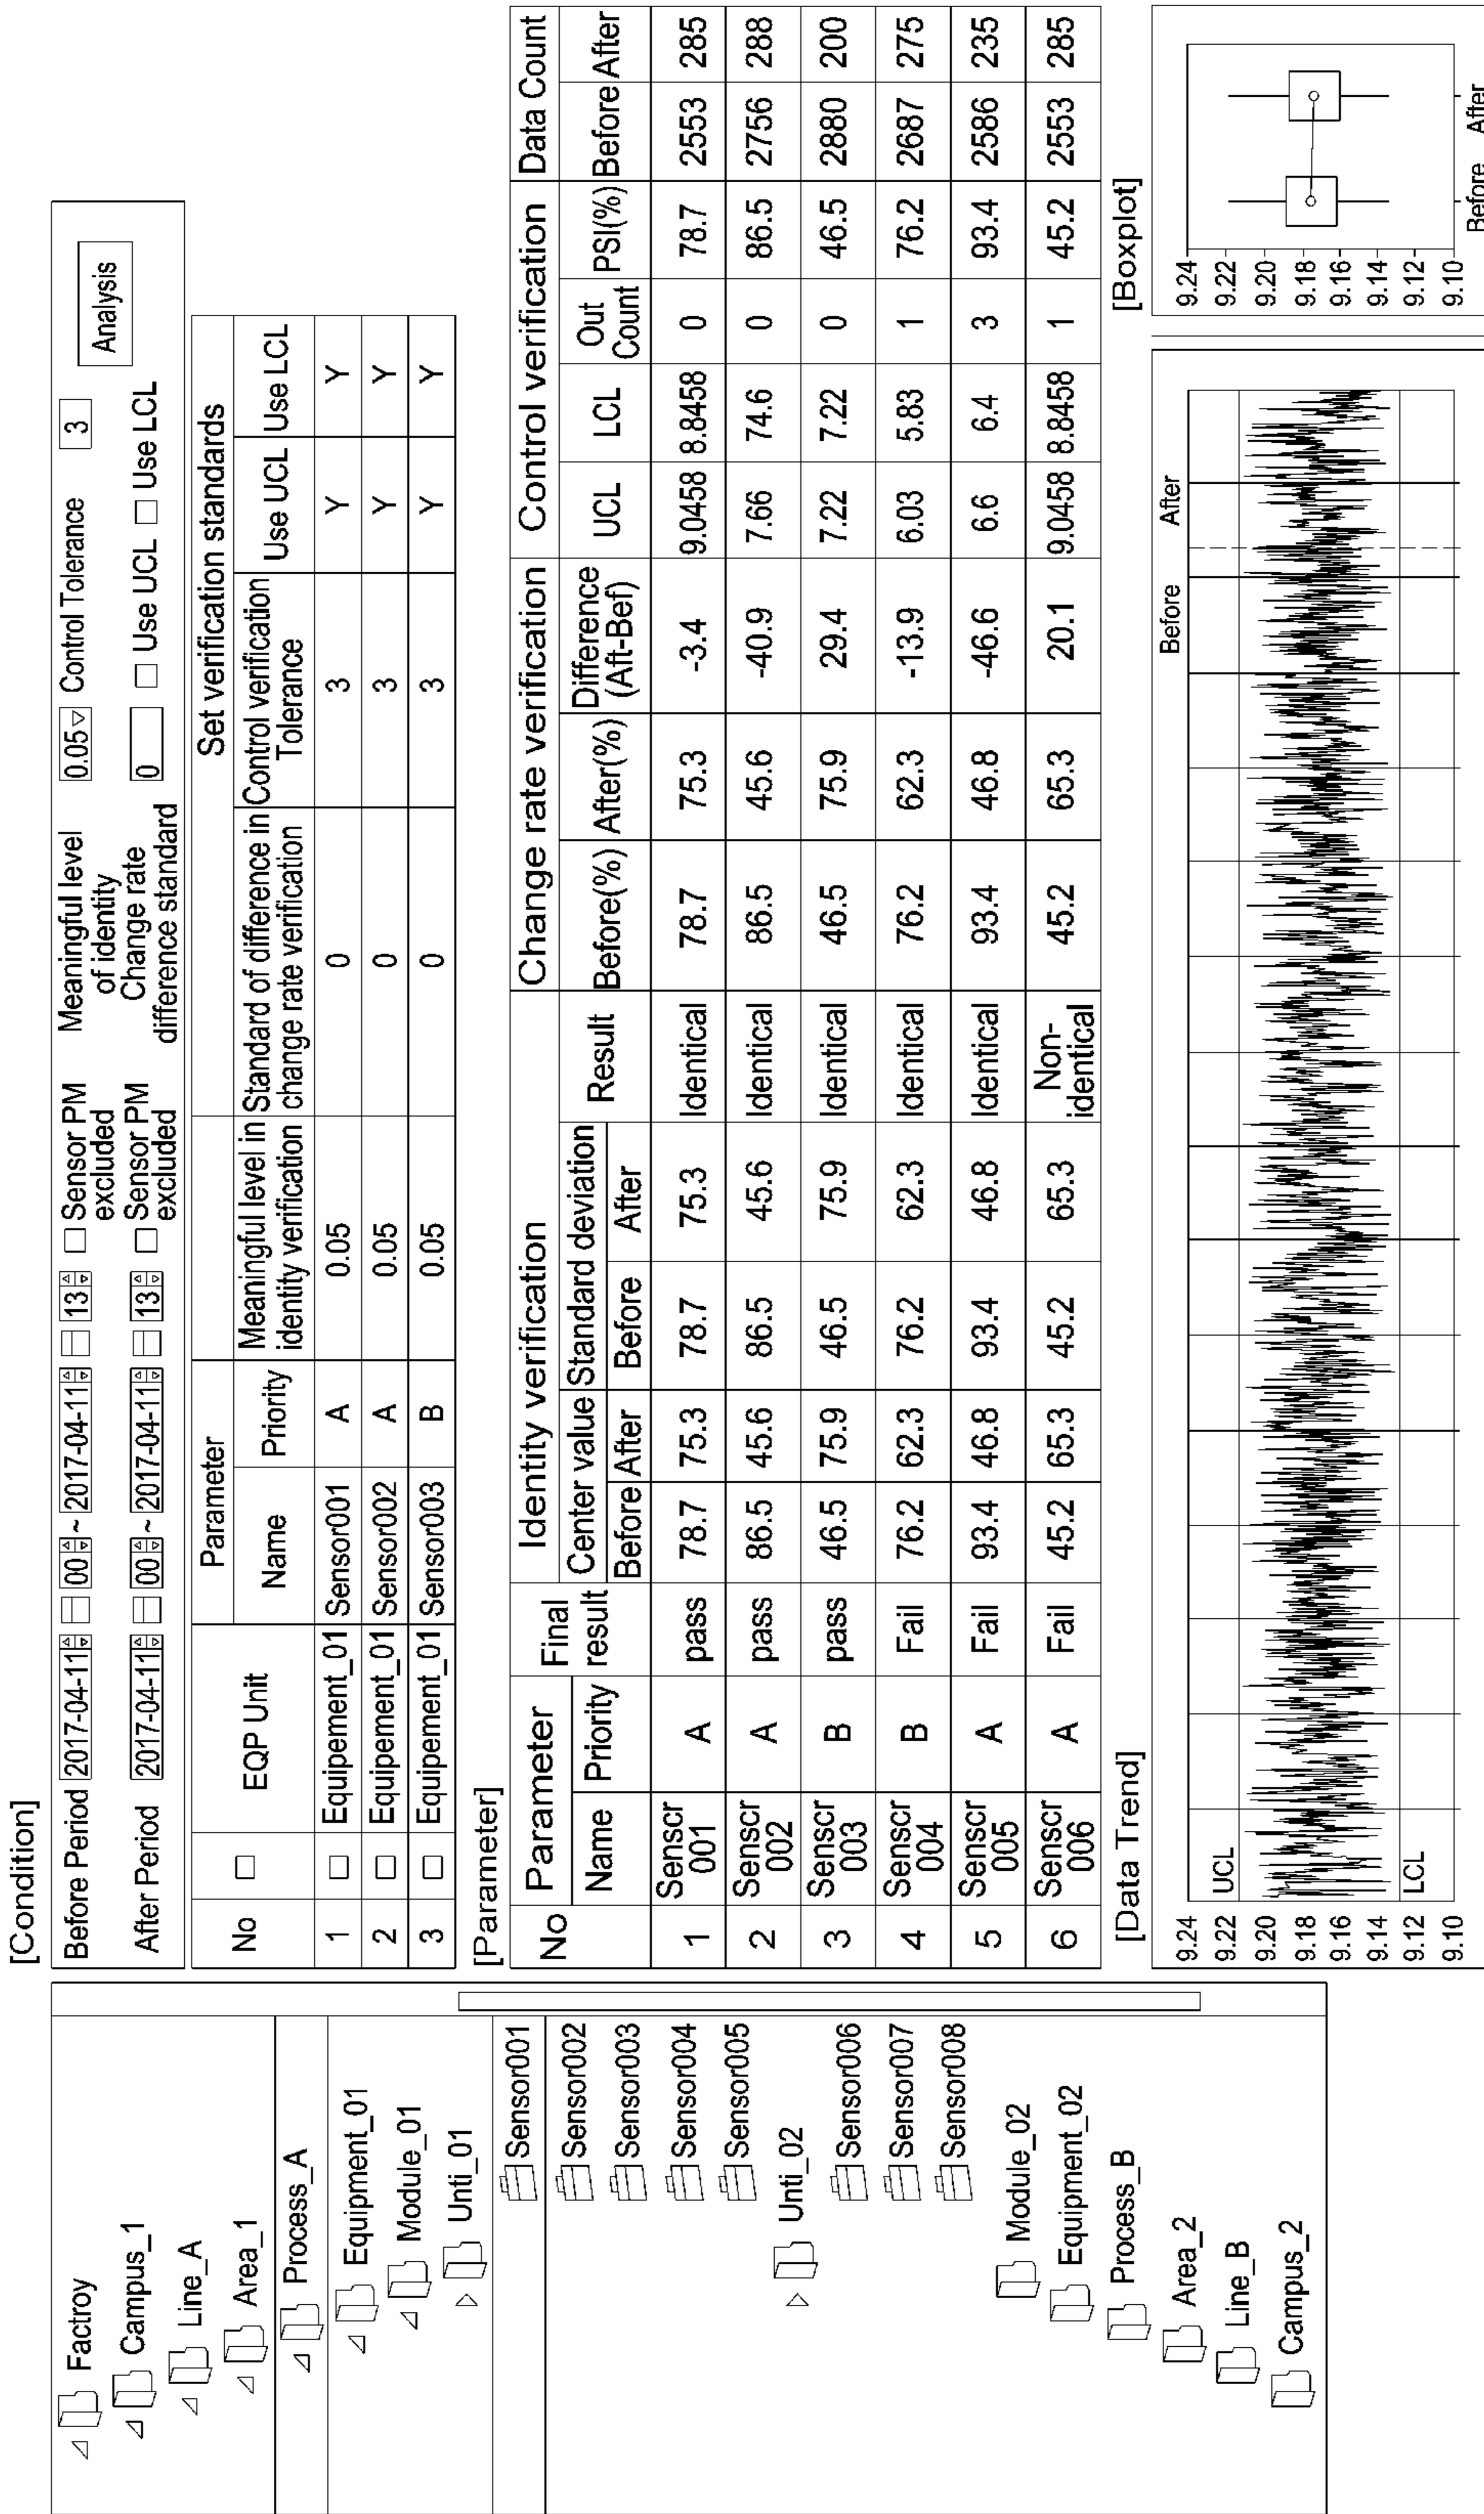 Factroy
Campus_1
Line_A
Area_1
Process_A
Equipment_01
Module_01
Unti_01
Sensor001
Sensor002
Sensor003
Sensor004
Sensor005
Unti_02
Sensor006
Sensor007
Sensor008
Module_02
Equipment_02
Process_B
Area_2
Line_B
Campus_2
[Condition]
Before Period 2017-04-11 00 ~ 2017-04-11 13 Sensor PM excluded Meaningful level of identity 0.05 Control Tolerance 3 Analysis
After Period 2017-04-11 00 ~ 2017-04-11 13 Sensor PM excluded Change rate difference standard 0 Use UCL Use LCL
Parameter Set verification standards
No EQP Unit Name Priority Meaningful level in identity verification Standard of difference in change rate verification Control verification Tolerance Use UCL Use LCL
1 Equipement_01 Sensor001 A 0.05 0 3 Y Y
2 Equipement_01 Sensor002 A 0.05 0 3 Y Y
3 Equipement_01 Sensor003 B 0.05 0 3 Y Y
[Parameter]
No Parameter Final result Identity verification Change rate verification Control verification Data Count
Center value Standard deviation Result
Name Priority Before After Before After Before(%) After(%) Difference (Aft-Bef) UCL LCL Out Count PSI(%) Before After
1 Senscr 001 A pass 78.7 75.3 78.7 75.3 Identical 78.7 75.3 -3.4 9.0458 8.8458 0 78.7 2553 285
2 Senscr 002 A pass 86.5 45.6 86.5 45.6 Identical 86.5 45.6 -40.9 7.66 74.6 0 86.5 2756 288
3 Senscr 003 B pass 46.5 75.9 46.5 75.9 Identical 46.5 75.9 29.4 7.22 7.22 0 46.5 2880 200
4 Senscr 004 B Fail 76.2 62.3 76.2 62.3 Identical 76.2 62.3 -13.9 6.03 5.83 1 76.2 2687 275
5 Senscr 005 A Fail 93.4 46.8 93.4 46.8 Identical 93.4 46.8 -46.6 6.6 6.4 3 93.4 2586 235
6 Senscr 006 A Fail 45.2 65.3 45.2 65.3 Non-identical 45.2 65.3 20.1 9.0458 8.8458 1 45.2 2553 285
[Data Trend]
Before After
9.24
9.22 UCL
9.20
9.18
9.16
9.14
9.12 LCL
9.10
[Boxplot]
9.24
9.22
9.20
9.18
9.16
9.14
9.12
9.10
Before After